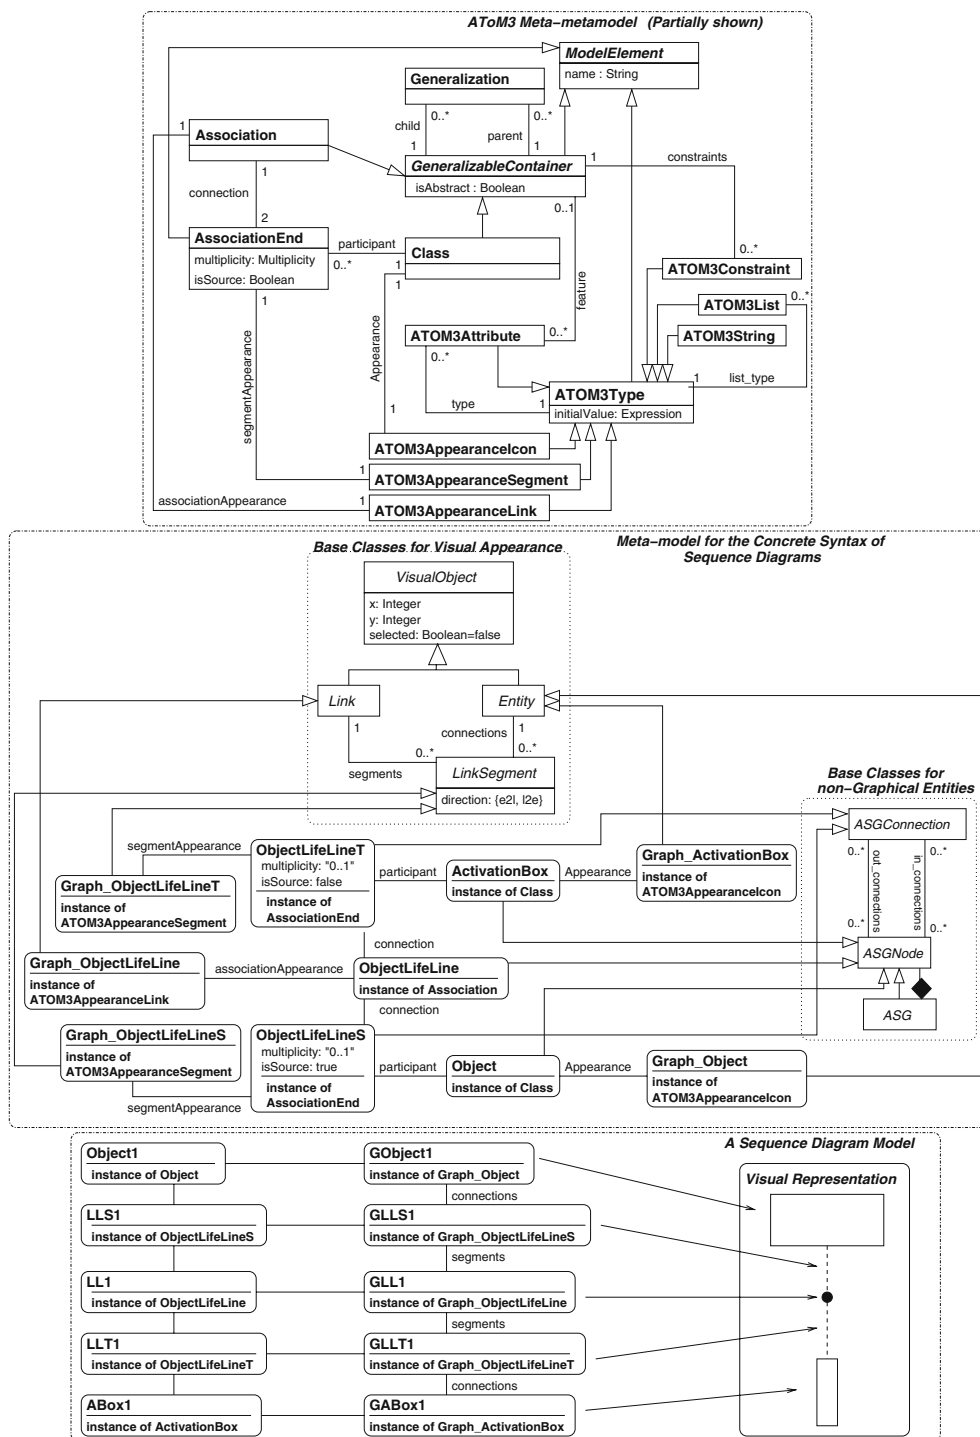 AToM3 Meta-metamodel (Partially shown)
ModelElement
name : String
Generalization
0..*
0..*
child
parent
1
1
1
Association
GeneralizableContainer
1
constraints
isAbstract : Boolean
1
connection
0..1
2
AssociationEnd
participant
Class
multiplicity: Multiplicity
0..*
1
isSource: Boolean
1
1
0..*
ATOM3Constraint
feature
ATOM3List
0..*
segmentAppearance
Appearance
ATOM3Attribute
0..*
ATOM3String
0..*
1
list_type
ATOM3Type
type
1
initialValue: Expression
1
ATOM3AppearanceIcon
1
ATOM3AppearanceSegment
associationAppearance
1
ATOM3AppearanceLink
Base Classes for Visual Appearance
Meta-model for the Concrete Syntax of
Sequence Diagrams
VisualObject
x: Integer
y: Integer
selected: Boolean=false
Link
Entity
1
connections
1
0..*
0..*
segments
LinkSegment
direction: {e2l, l2e}
Base Classes for
non-Graphical Entities
ASGConnection
0..*
0..*
out_connections
in_connections
0..*
0..*
ASGNode
ASG
segmentAppearance
ObjectLifeLineT
multiplicity: "0..1"
isSource: false
instance of
AssociationEnd
participant
ActivationBox
instance of Class
Appearance
Graph_ActivationBox
instance of
ATOM3AppearanceIcon
Graph_ObjectLifeLineT
instance of
ATOM3AppearanceSegment
connection
Graph_ObjectLifeLine
instance of
ATOM3AppearanceLink
associationAppearance
ObjectLifeLine
instance of Association
connection
Graph_ObjectLifeLineS
instance of
ATOM3AppearanceSegment
segmentAppearance
ObjectLifeLineS
multiplicity: "0..1"
isSource: true
instance of
AssociationEnd
participant
Object
instance of Class
Appearance
Graph_Object
instance of
ATOM3AppearanceIcon
A Sequence Diagram Model
Object1
instance of Object
GObject1
instance of Graph_Object
Visual Representation
connections
LLS1
instance of ObjectLifeLineS
GLLS1
instance of Graph_ObjectLifeLineS
segments
LL1
instance of ObjectLifeLine
GLL1
instance of Graph_ObjectLifeLine
segments
LLT1
instance of ObjectLifeLineT
GLLT1
instance of Graph_ObjectLifeLineT
connections
ABox1
instance of ActivationBox
GABox1
instance of Graph_ActivationBox